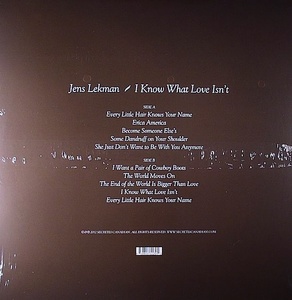 Jens Lekman / I Know What Love Isn't
SIDE A
Every Little Hair Knows Your Name
Erica America
Become Someone Else's
Some Dandruff on Your Shoulder
She Just Don't Want to Be With You Anymore
SIDE B
I Want a Pair of Cowboy Boots
The World Moves On
The End of the World Is Bigger Than Love
I Know What Love Isn't
Every Little Hair Knows Your Name